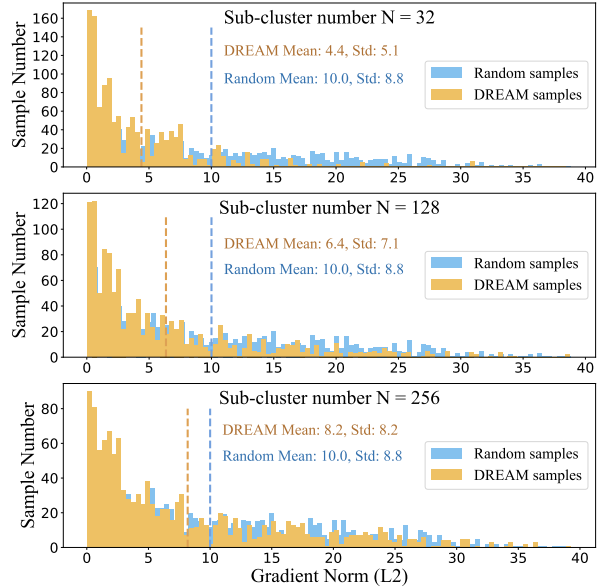 Sub-cluster number N = 32
DREAM Mean: 4.4, Std: 5.1
Random Mean: 10.0, Std: 8.8
Random samples
DREAM samples
Sample Number
160
140
120
100
80
60
40
20
0
0 5 10 15 20 25 30 35 40
Sub-cluster number N = 128
DREAM Mean: 6.4, Std: 7.1
Random Mean: 10.0, Std: 8.8
Random samples
DREAM samples
Sample Number
120
100
80
60
40
20
0
0 5 10 15 20 25 30 35 40
Sub-cluster number N = 256
DREAM Mean: 8.2, Std: 8.2
Random Mean: 10.0, Std: 8.8
Random samples
DREAM samples
Sample Number
80
60
40
20
0
0 5 10 15 20 25 30 35 40
Gradient Norm (L2)